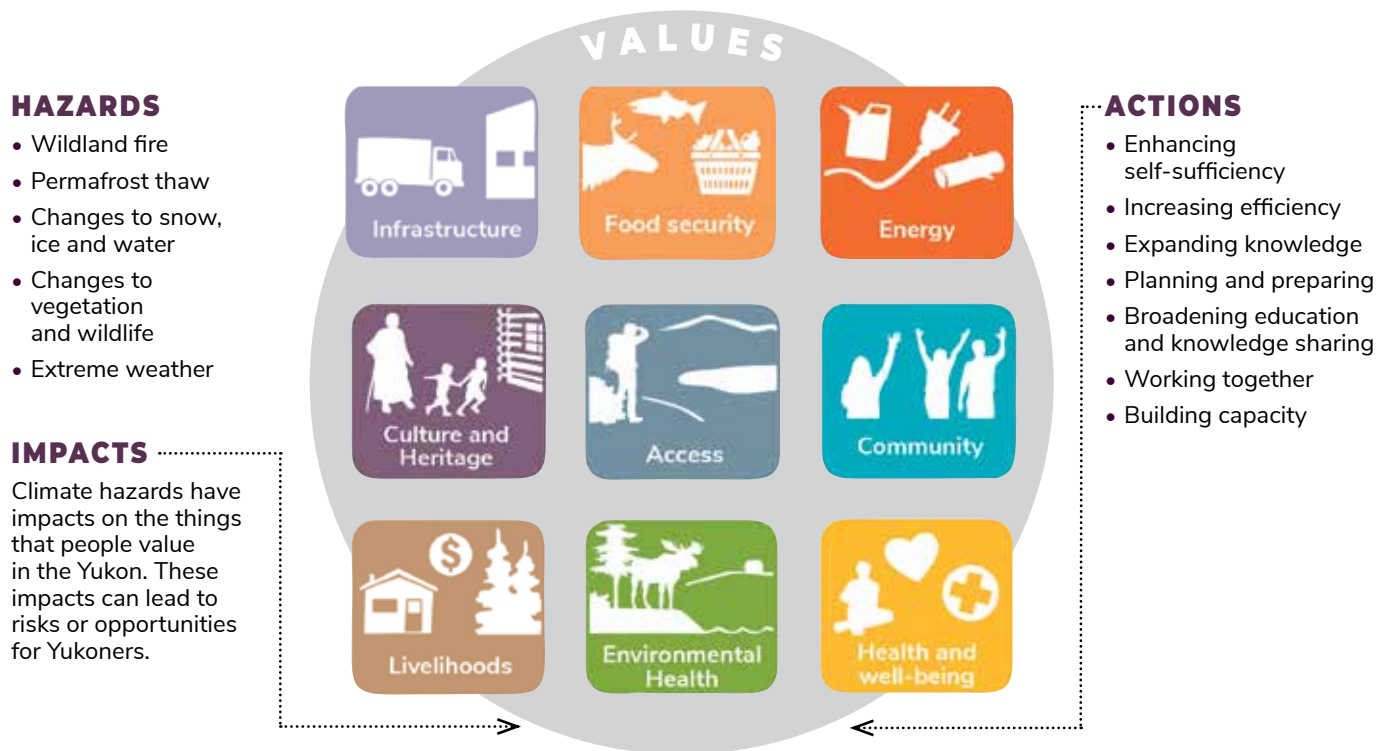 VALUES
HAZARDS
• Wildland fire
• Permafrost thaw
• Changes to snow,
ice and water
• Changes to
vegetation
and wildlife
• Extreme weather
IMPACTS
Climate hazards have
impacts on the things
that people value
in the Yukon. These
impacts can lead to
risks or opportunities
for Yukoners.
Infrastructure
Food security
Energy
Culture and
Heritage
Access
Community
Livelihoods
$
Environmental
Health
Health and
well-being
ACTIONS
• Enhancing
self-sufficiency
• Increasing efficiency
• Expanding knowledge
• Planning and preparing
• Broadening education
and knowledge sharing
• Working together
• Building capacity